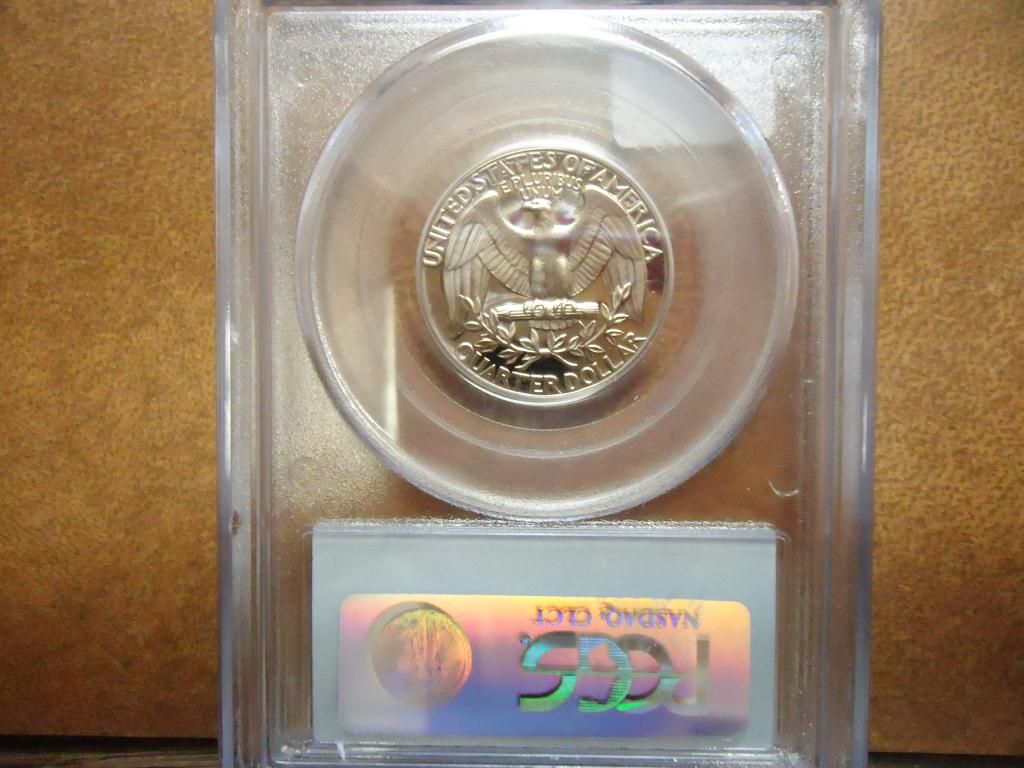 UNITED STATES OF AMERICA
E PLURIBUS
UNUM
QUARTER DOLLAR
NASDAQ, CLCT
PCGS